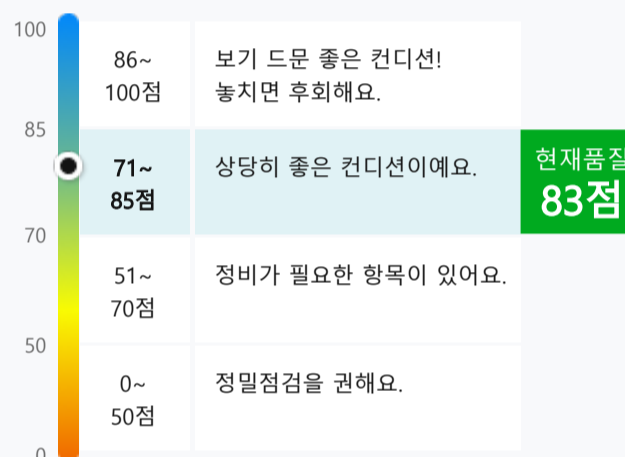 100
86~
100점
보기 드문 좋은 컨디션!
놓치면 후회해요.
85
71~
85점
상당히 좋은 컨디션이예요.
현재품질
83점
70
51~
70점
정비가 필요한 항목이 있어요.
50
0~
50점
정밀점검을 권해요.
0